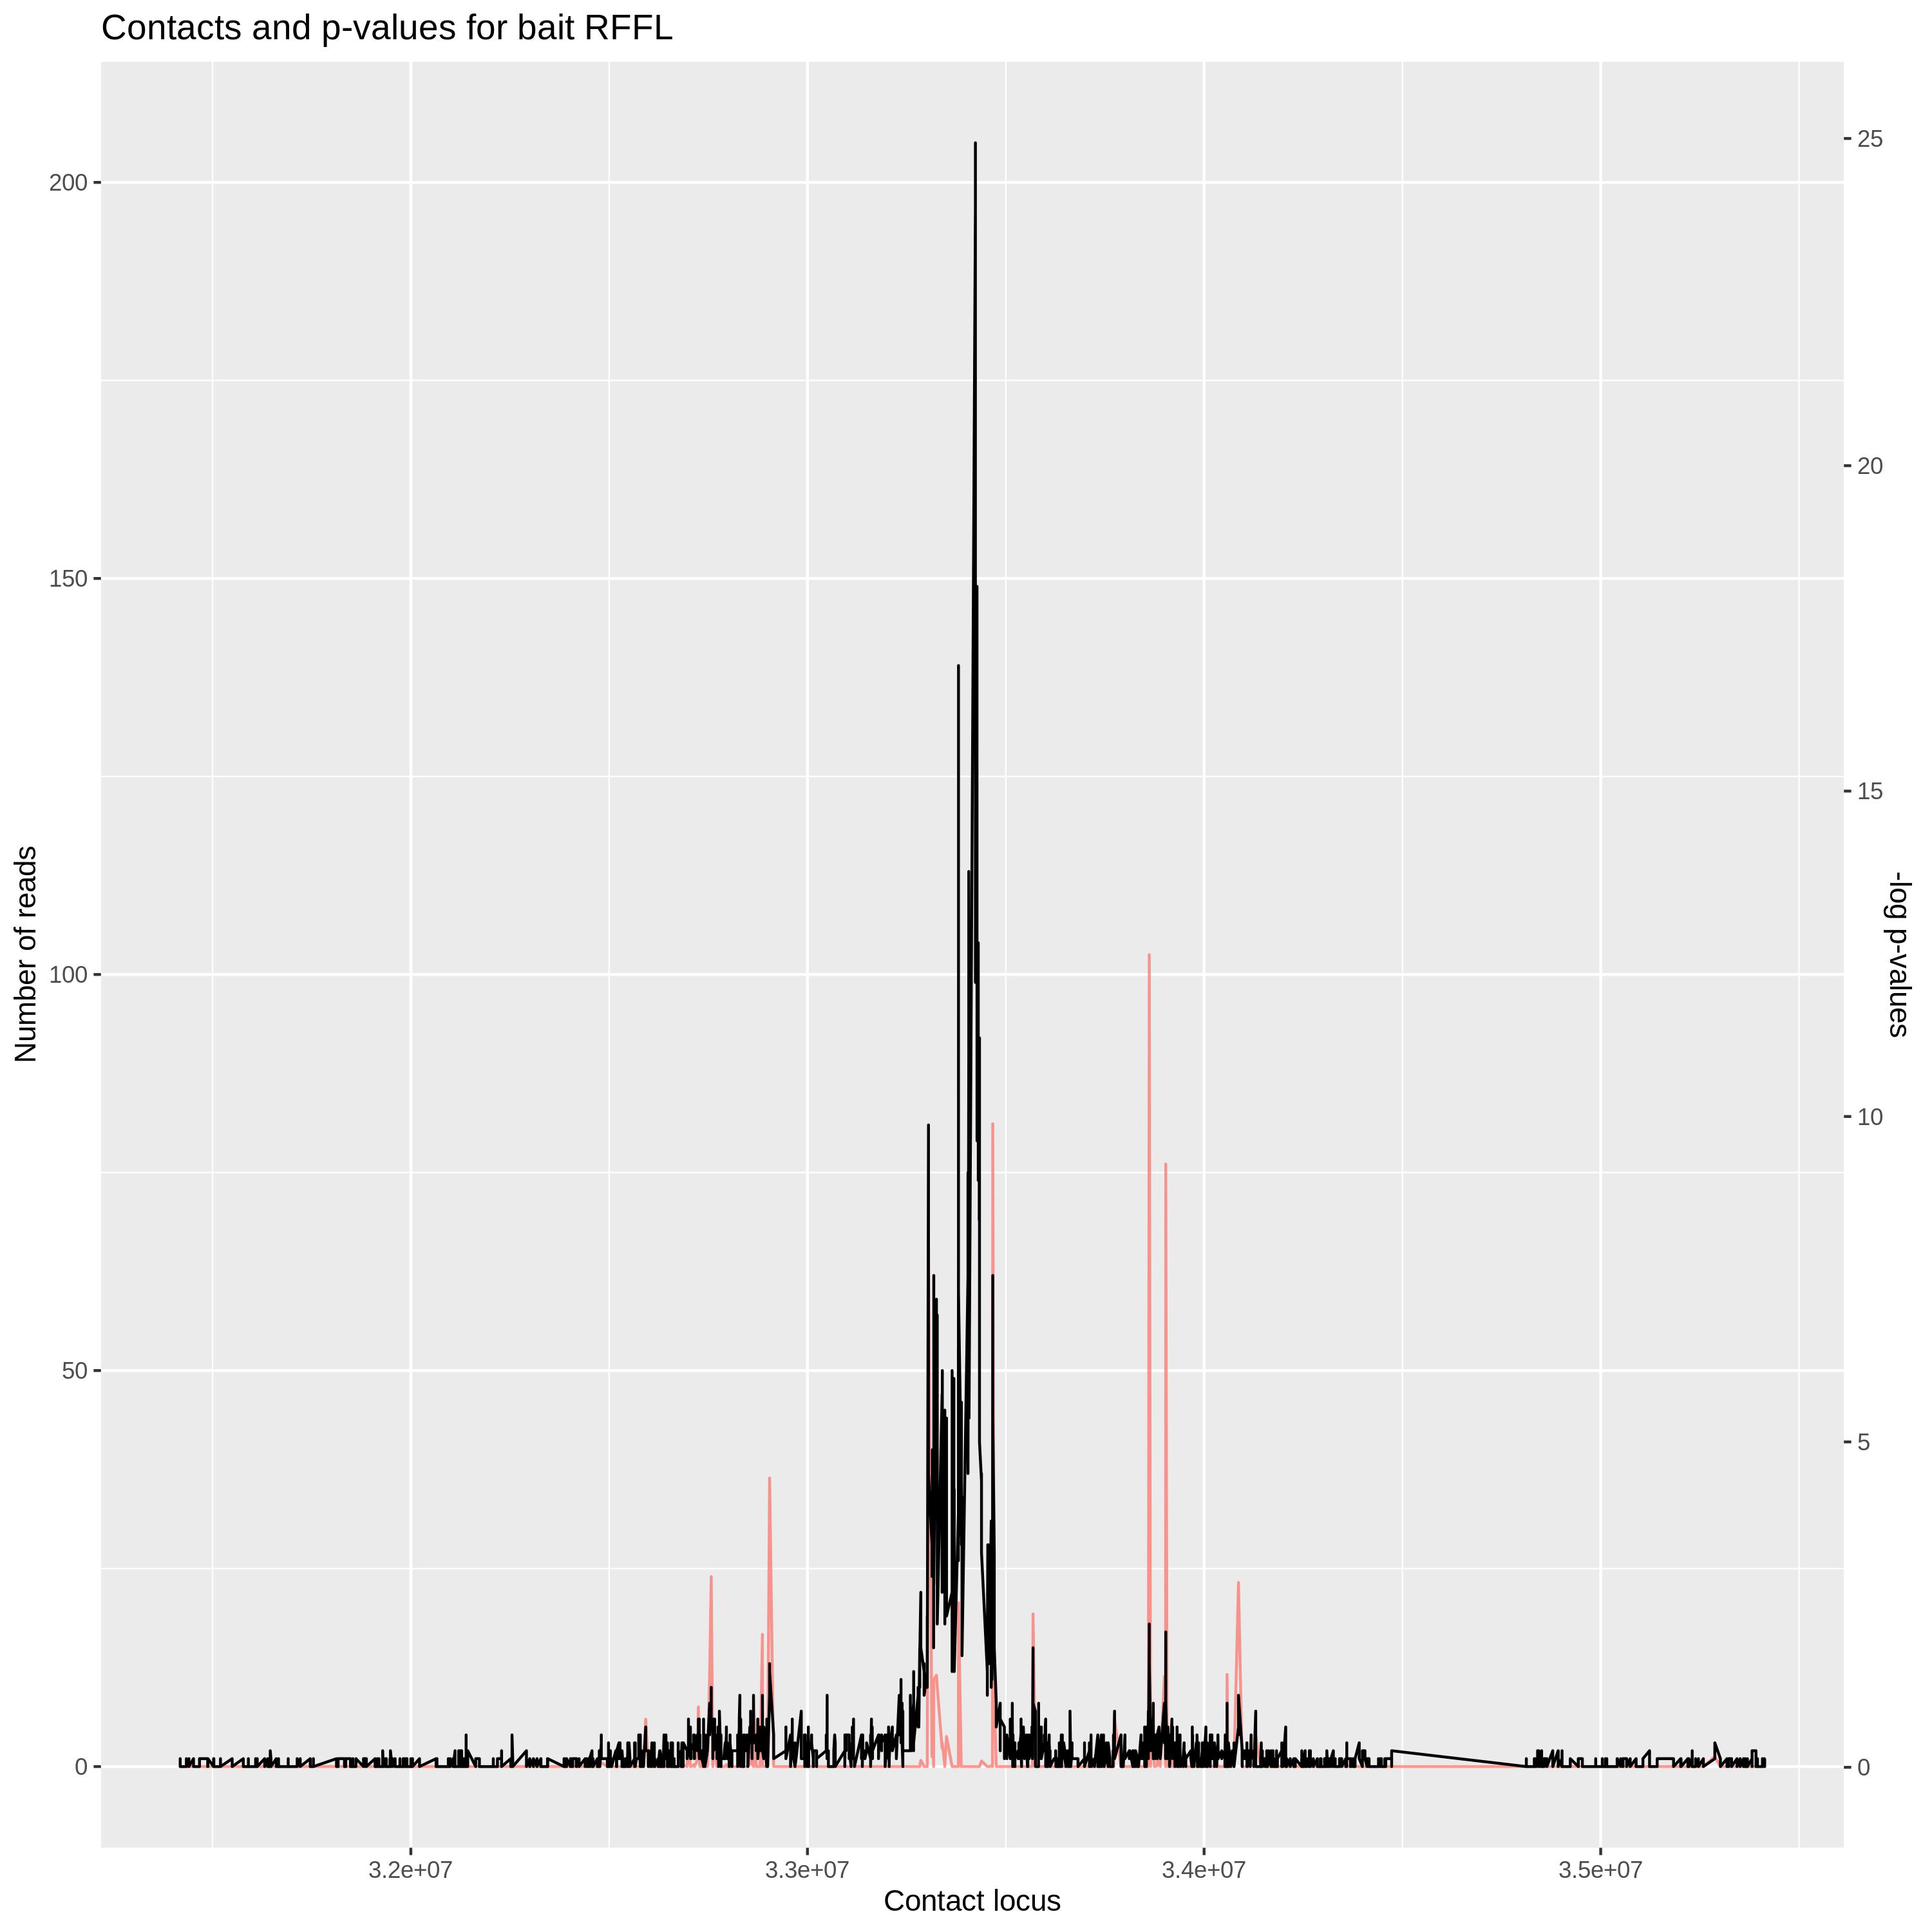 Contacts and p-values for bait RFFL
Number of reads
200
150
100
50
0
25
20
15
10
5
0
-log p-values
3.2e+07
3.3e+07
3.4e+07
3.5e+07
Contact locus